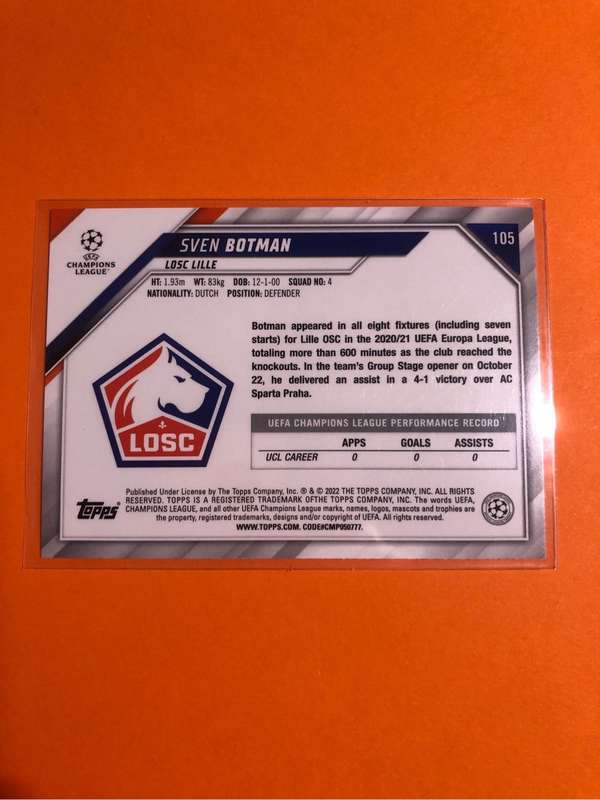 UEFA
CHAMPIONS
LEAGUE™
SVEN BOTMAN
105
LOSC LILLE
HT: 1.93m WT: 83kg DOB: 12-1-00 SQUAD NO: 4
NATIONALITY: DUTCH POSITION: DEFENDER
Botman appeared in all eight fixtures (including seven
starts) for Lille OSC in the 2020/21 UEFA Europa League,
totaling more than 600 minutes as the club reached the
knockouts. In the team's Group Stage opener on October
22, he delivered an assist in a 4-1 victory over AC
Sparta Praha.
LOSC
UEFA CHAMPIONS LEAGUE PERFORMANCE RECORD
APPS GOALS ASSISTS
UCL CAREER 0 0 0
Topps
Published Under License by The Topps Company, Inc. ® & © 2022 THE TOPPS COMPANY, INC. ALL RIGHTS
RESERVED. TOPPS IS A REGISTERED TRADEMARK OFTHE TOPPS COMPANY, INC. The words UEFA,
CHAMPIONS LEAGUE, and all other UEFA Champions League marks, names, logos, mascots and trophies are
the property, registered trademarks, designs and/or copyright of UEFA. All rights reserved.
WWW.TOPPS.COM. CODE#CMP050777.